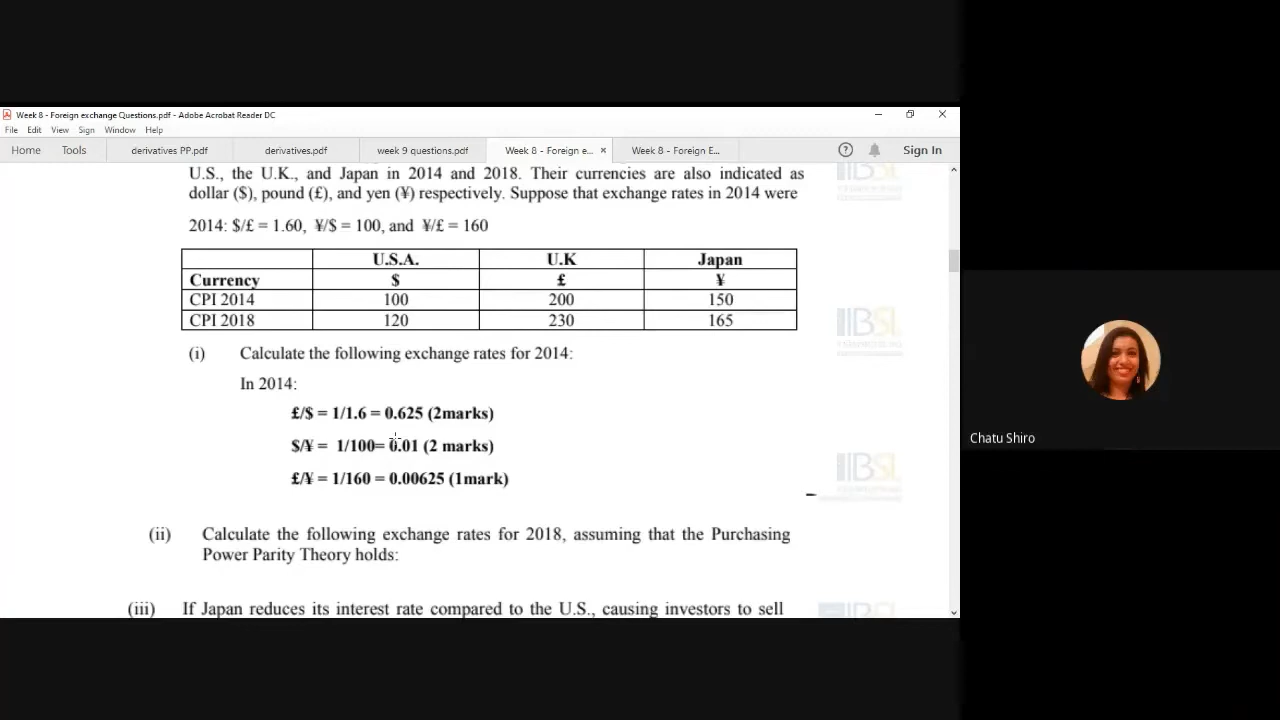 Week 8 - Foreign exchange Questions.pdf - Adobe Acrobat Reader DC
File Edit View Sign Window Help
Home Tools derivatives PP.pdf derivatives.pdf week 9 questions.pdf Week 8 - Foreign e... × Week 8 - Foreign E... Sign In
U.S., the U.K., and Japan in 2014 and 2018. Their currencies are also indicated as
dollar ($), pound (£), and yen (¥) respectively. Suppose that exchange rates in 2014 were
2014: $/£ = 1.60, ¥/$ = 100, and ¥/£ = 160
U.S.A. U.K Japan
Currency $ £ ¥
CPI 2014 100 200 150
CPI 2018 120 230 165
(i) Calculate the following exchange rates for 2014:
In 2014:
£/$ = 1/1.6 = 0.625 (2marks)
$/¥ = 1/100= 0.01 (2 marks)
£/¥ = 1/160 = 0.00625 (1mark)
(ii) Calculate the following exchange rates for 2018, assuming that the Purchasing
Power Parity Theory holds:
(iii) If Japan reduces its interest rate compared to the U.S., causing investors to sell
IBSL
IBSL
Chatu Shiro